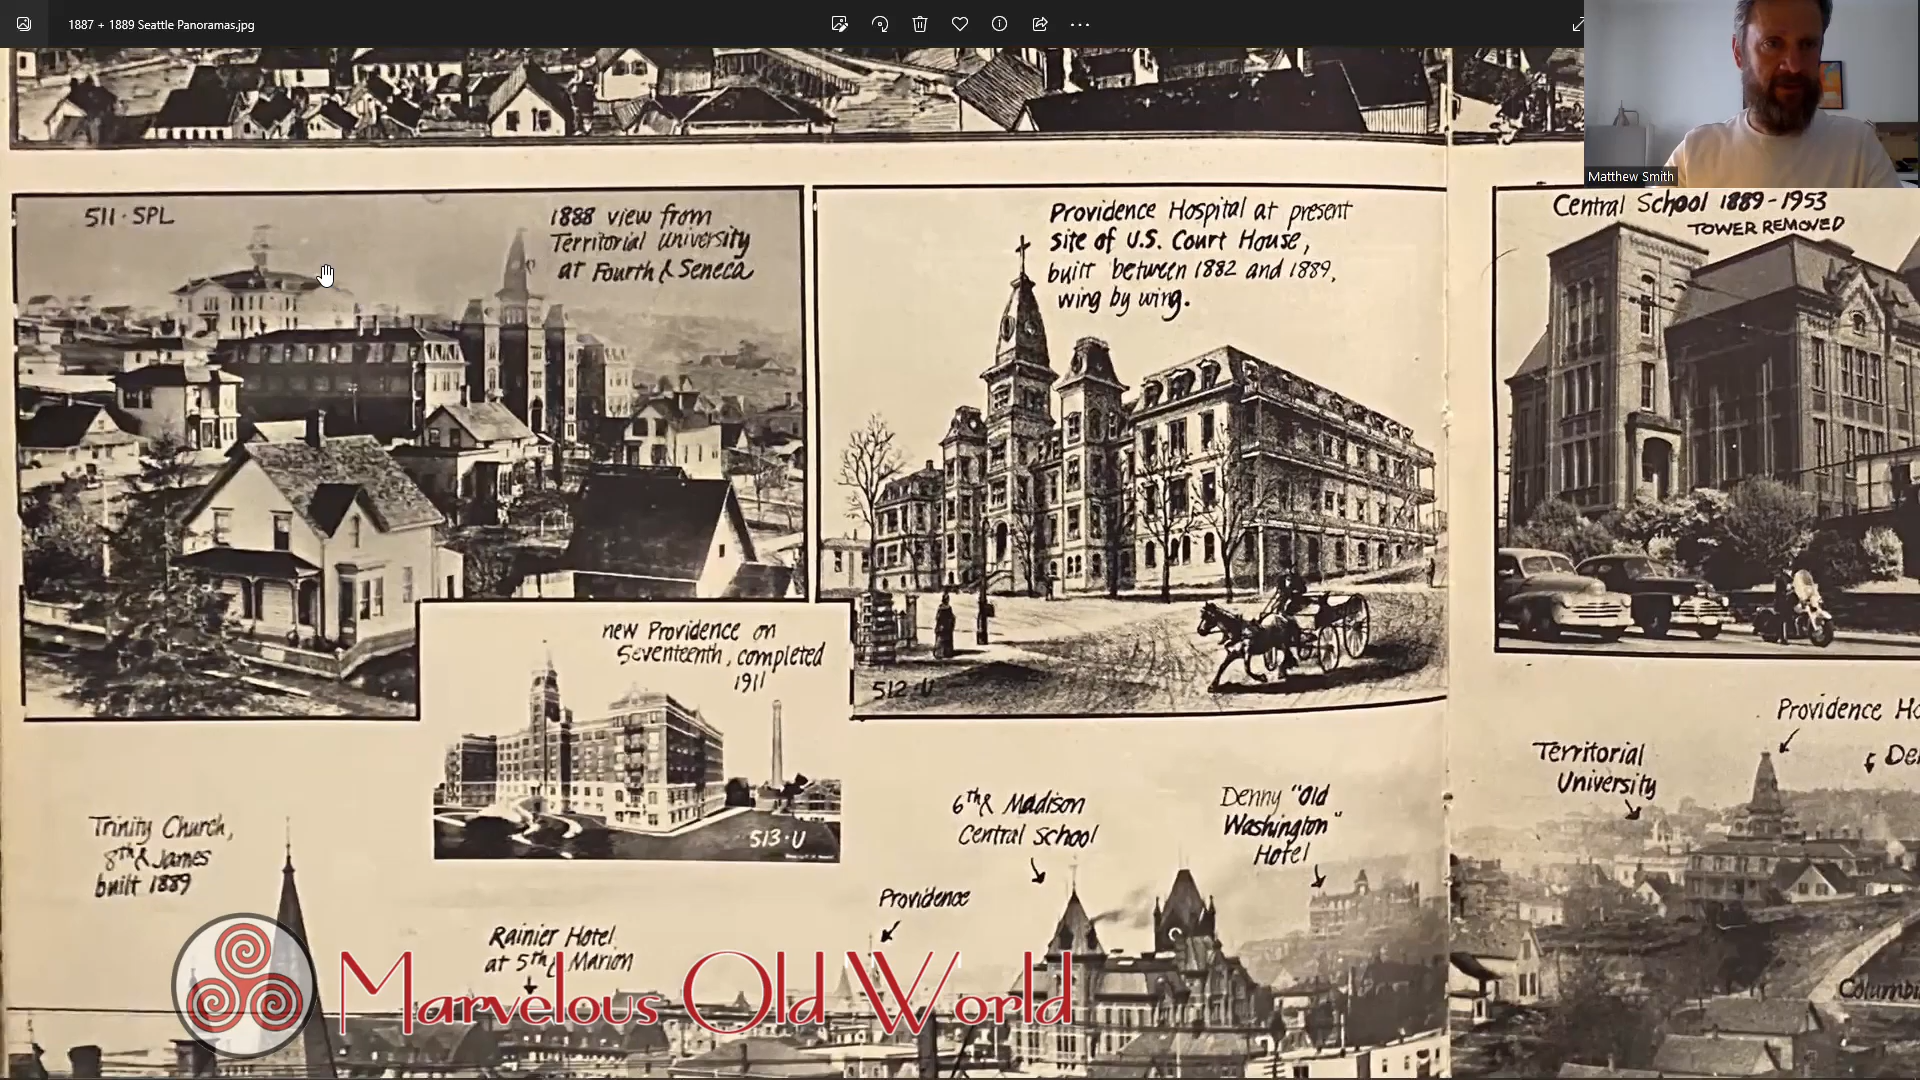 1887 + 1889 Seattle Panoramas.jpg
Matthew Smith
511·SPL
1888 view from
Territorial University
at Fourth & Seneca
Providence Hospital at present
site of U.S. Court House,
built between 1882 and 1889,
wing by wing.
512·U
Central School 1889-1953
TOWER REMOVED
new Providence on
Seventeenth, completed
1911
513·U
Trinity Church,
8th & James
built 1889
Rainier Hotel
at 5th & Marion
Providence
6th & Madison
Central School
Denny "Old
Washington"
Hotel
Territorial
University
Providence Ho
De
Columbi
Marvelous Old World